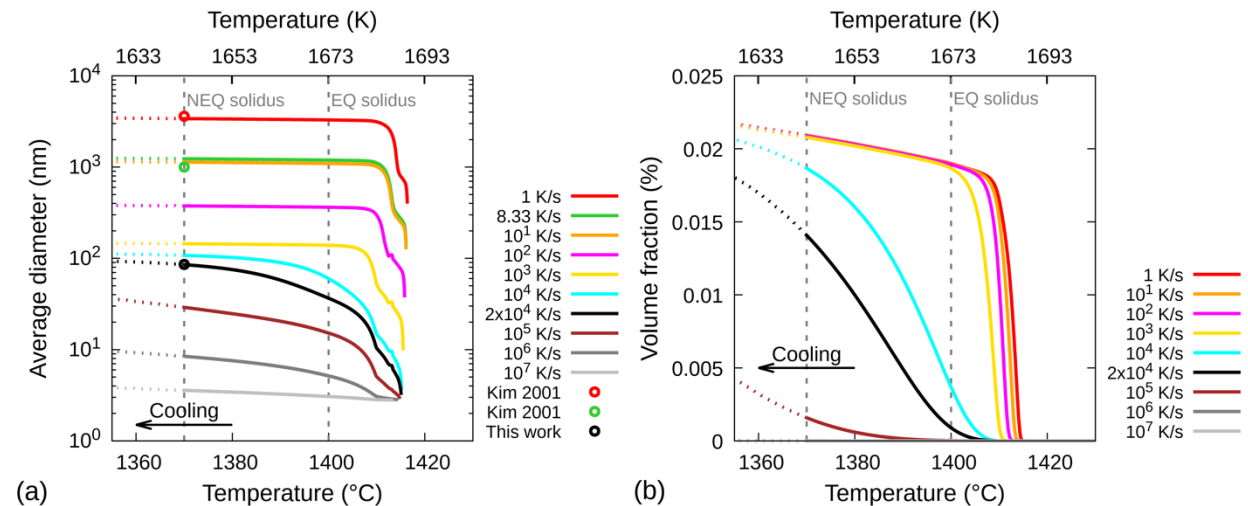 Temperature (K)
1633 1653 1673 1693
10⁴
10³
10²
10¹
10⁰
Average diameter (nm)
NEQ solidus
EQ solidus
Cooling
1360 1380 1400 1420
Temperature (°C)
(a)
1 K/s
8.33 K/s
10¹ K/s
10² K/s
10³ K/s
10⁴ K/s
2x10⁴ K/s
10⁵ K/s
10⁶ K/s
10⁷ K/s
Kim 2001
Kim 2001
This work
Temperature (K)
1633 1653 1673 1693
0.025
0.02
0.015
0.01
0.005
0
Volume fraction (%)
NEQ solidus
EQ solidus
Cooling
1360 1380 1400 1420
Temperature (°C)
(b)
1 K/s
10¹ K/s
10² K/s
10³ K/s
10⁴ K/s
2x10⁴ K/s
10⁵ K/s
10⁶ K/s
10⁷ K/s